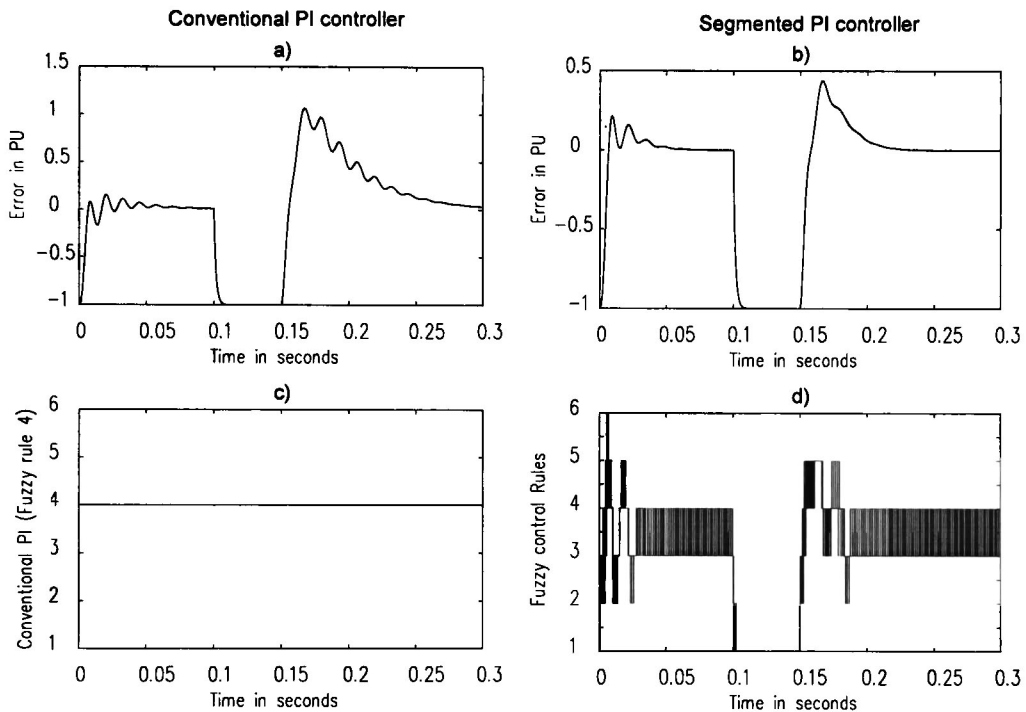 Conventional PI controller
a)
1.5
1
0.5
0
−0.5
−1
Error in PU
0 0.05 0.1 0.15 0.2 0.25 0.3
Time in seconds
Segmented PI controller
b)
0.5
0
−0.5
−1
Error in PU
0 0.05 0.1 0.15 0.2 0.25 0.3
Time in seconds
c)
6
5
4
3
2
1
Conventional PI (Fuzzy rule 4)
0 0.05 0.1 0.15 0.2 0.25 0.3
Time in seconds
d)
6
5
4
3
2
1
Fuzzy control Rules
0 0.05 0.1 0.15 0.2 0.25 0.3
Time in seconds